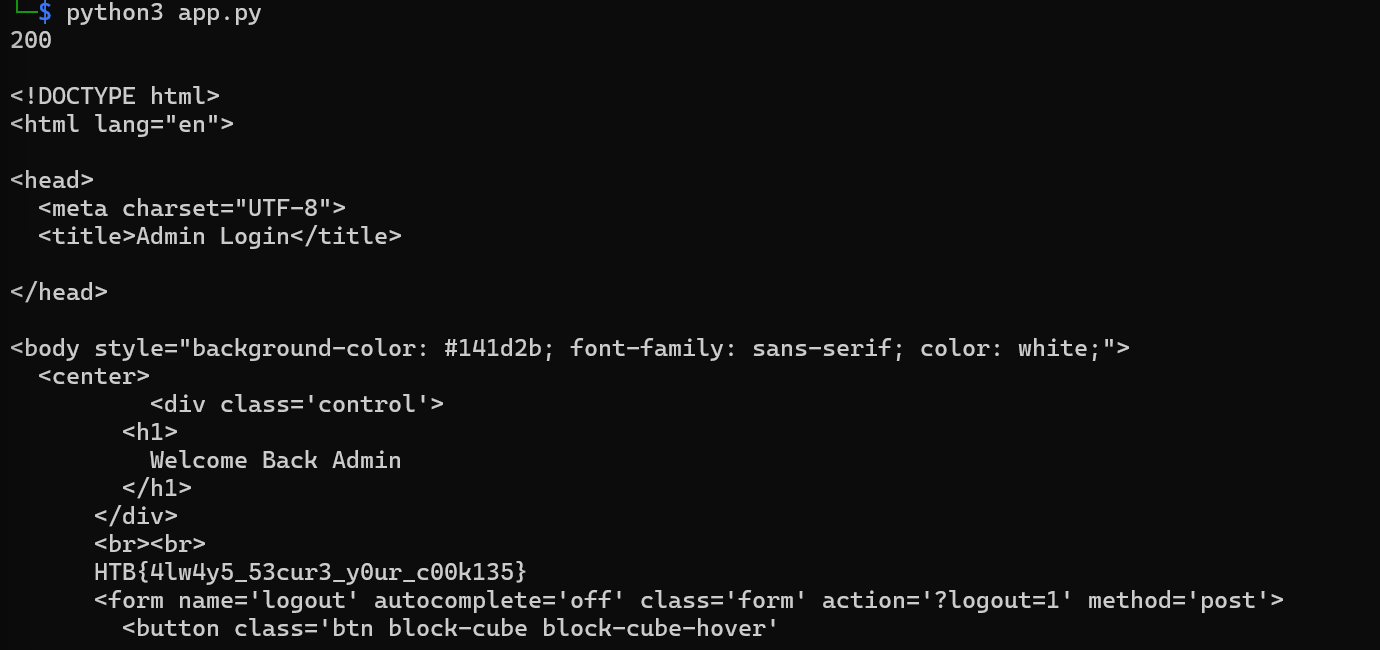 └─$ python3 app.py
200
<!DOCTYPE html>
<html lang="en">
<head>
<meta charset="UTF-8">
<title>Admin Login</title>
</head>
<body style="background-color: #141d2b; font-family: sans-serif; color: white;">
<center>
<div class='control'>
<h1>
Welcome Back Admin
</h1>
</div>
<br><br>
HTB{4lw4y5_53cur3_y0ur_c00k135}
<form name='logout' autocomplete='off' class='form' action='?logout=1' method='post'>
<button class='btn block-cube block-cube-hover'